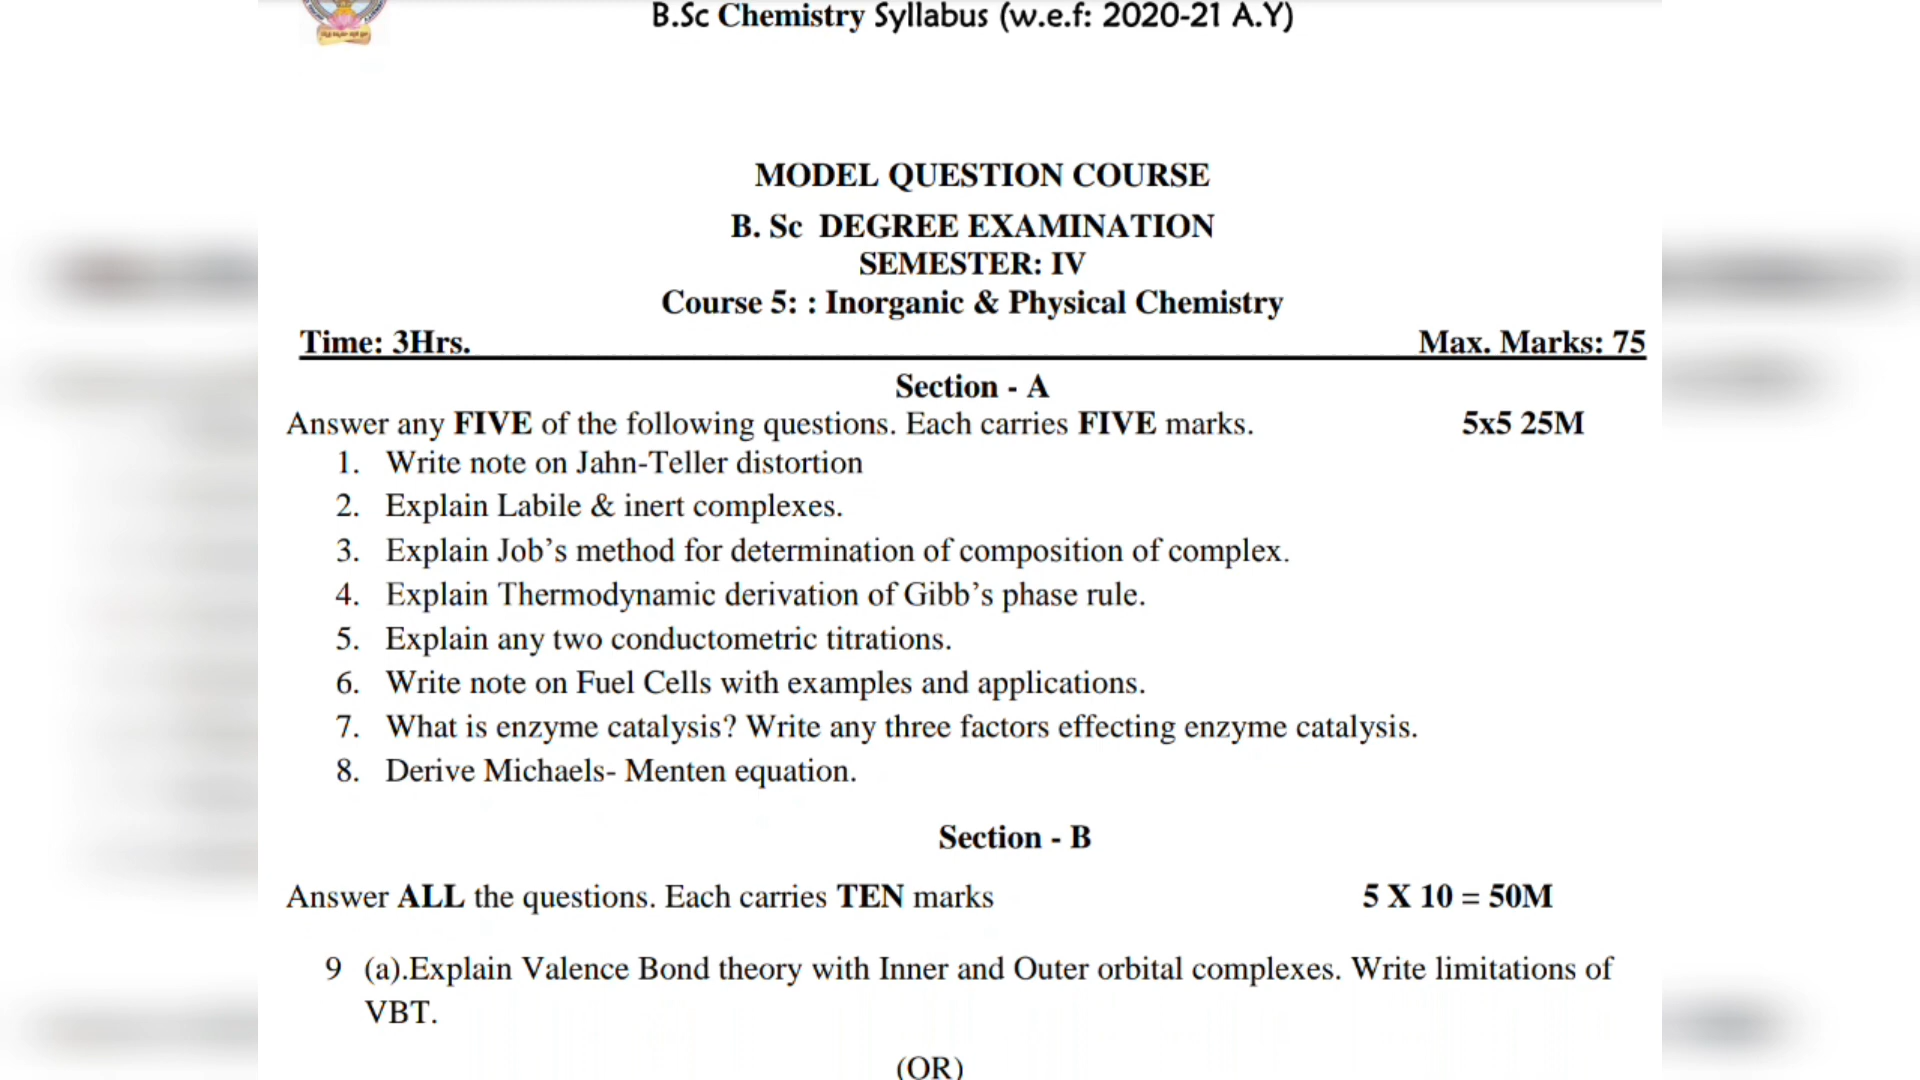 B.Sc Chemistry Syllabus (w.e.f: 2020-21 A.Y)
MODEL QUESTION COURSE
B. Sc DEGREE EXAMINATION
SEMESTER: IV
Course 5: : Inorganic & Physical Chemistry
Time: 3Hrs. Max. Marks: 75
Section - A
Answer any FIVE of the following questions. Each carries FIVE marks. 5x5 25M
1. Write note on Jahn-Teller distortion
2. Explain Labile & inert complexes.
3. Explain Job’s method for determination of composition of complex.
4. Explain Thermodynamic derivation of Gibb’s phase rule.
5. Explain any two conductometric titrations.
6. Write note on Fuel Cells with examples and applications.
7. What is enzyme catalysis? Write any three factors effecting enzyme catalysis.
8. Derive Michaels- Menten equation.
Section - B
Answer ALL the questions. Each carries TEN marks 5 X 10 = 50M
9 (a).Explain Valence Bond theory with Inner and Outer orbital complexes. Write limitations of
VBT.
(OR)